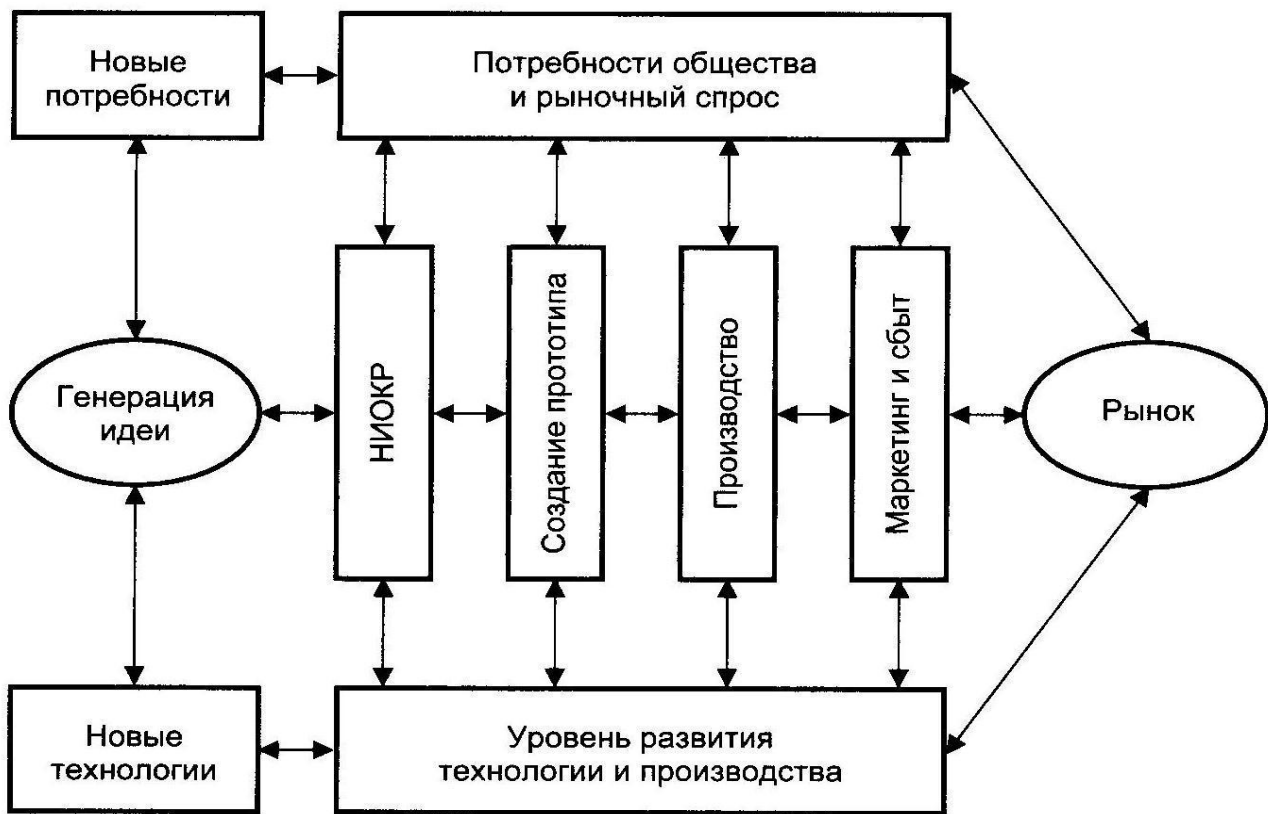 Новые
потребности
Потребности общества
и рыночный спрос
Генерация
идеи
НИОКР
Создание прототипа
Производство
Маркетинг и сбыт
Рынок
Новые
технологии
Уровень развития
технологии и производства